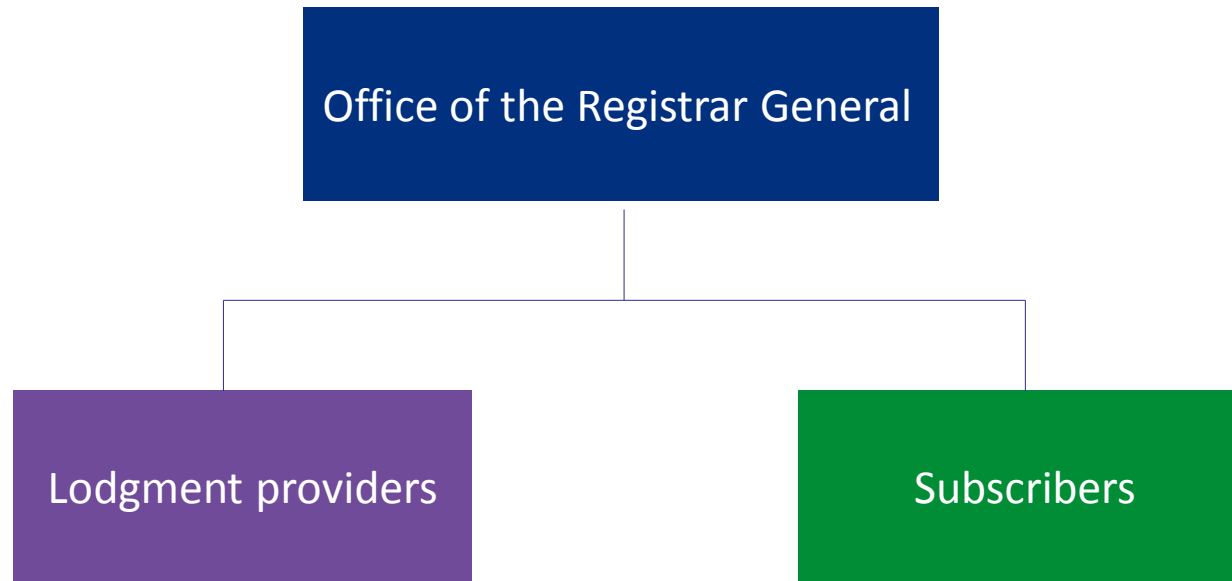 Office of the Registrar General
Lodgment providers
Subscribers